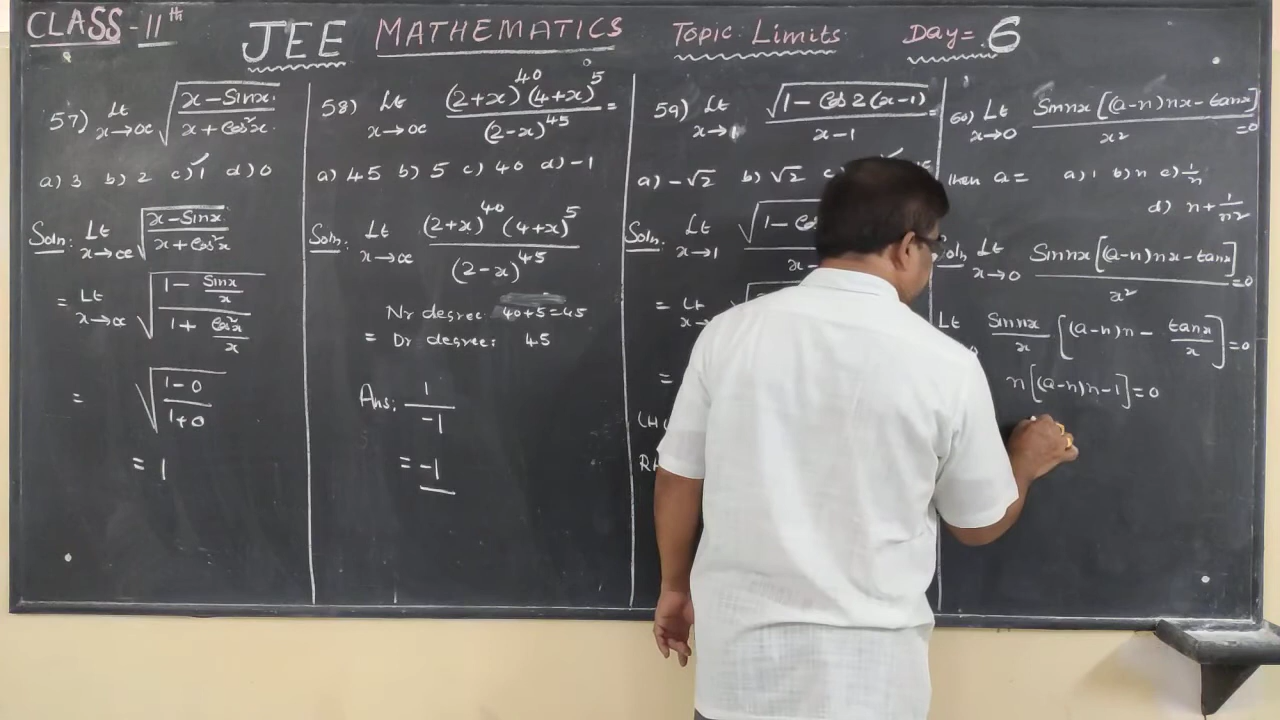 CLASS-11th
JEE MATHEMATICS Topic: Limits Day= 6
57) Lt x→∞ √((x-Sinx)/(x+Cos²x))
a) 3 b) 2 c) 1 ✓ d) 0
Soln: Lt x→∞ √((x-Sinx)/(x+Cos²x))
= Lt x→∞ √((1-Sinx/x)/(1+Cos²x/x))
= √((1-0)/(1+0))
= 1
58) Lt x→∞ ((2+x)^40 (4+x)^5)/(2-x)^45 =
a) 45 b) 5 c) 40 d) -1
Soln: Lt x→∞ ((2+x)^40 (4+x)^5)/(2-x)^45
Nr degree: 40+5=45
= Dr degree: 45
Ans: 1/-1
= -1
59) Lt x→1 √(1-Cos2(x-1))/(x-1) =
a) -√2 b) √2 c)
Soln: Lt x→1 √(1-Cos
= Lt
=
60) Lt x→0 Sinnx[(a-n)nx-tanx]/x² =0
then a= a) 1 b) n c) 1/n
d) n+1/n²
Soln Lt x→0 Sinnx[(a-n)nx-tanx]/x² =0
Lt Sinnx/x [(a-n)n - tanx/x]=0
n[(a-n)n-1]=0